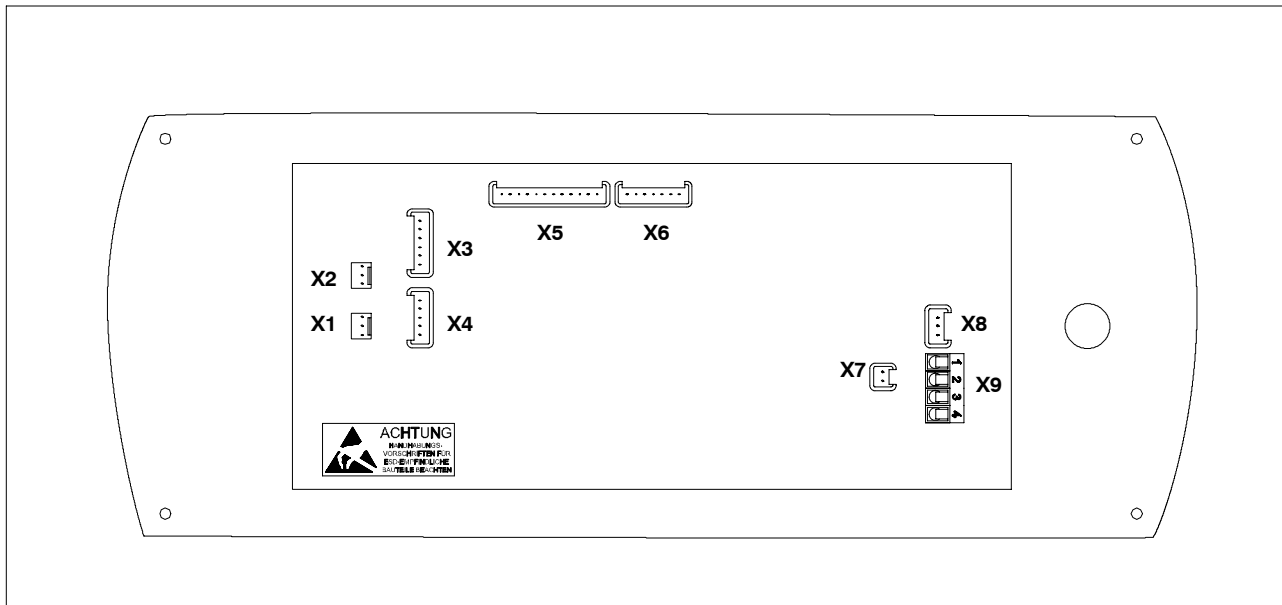 X5 X6
X3
X2
X1 X4
X8
X7
1
2
3
4
X9
ACHTUNG
HANDHABUNGS-
VORSCHRIFTEN FÜR
ESD-EMPFINDLICHE
BAUTEILE BEACHTEN